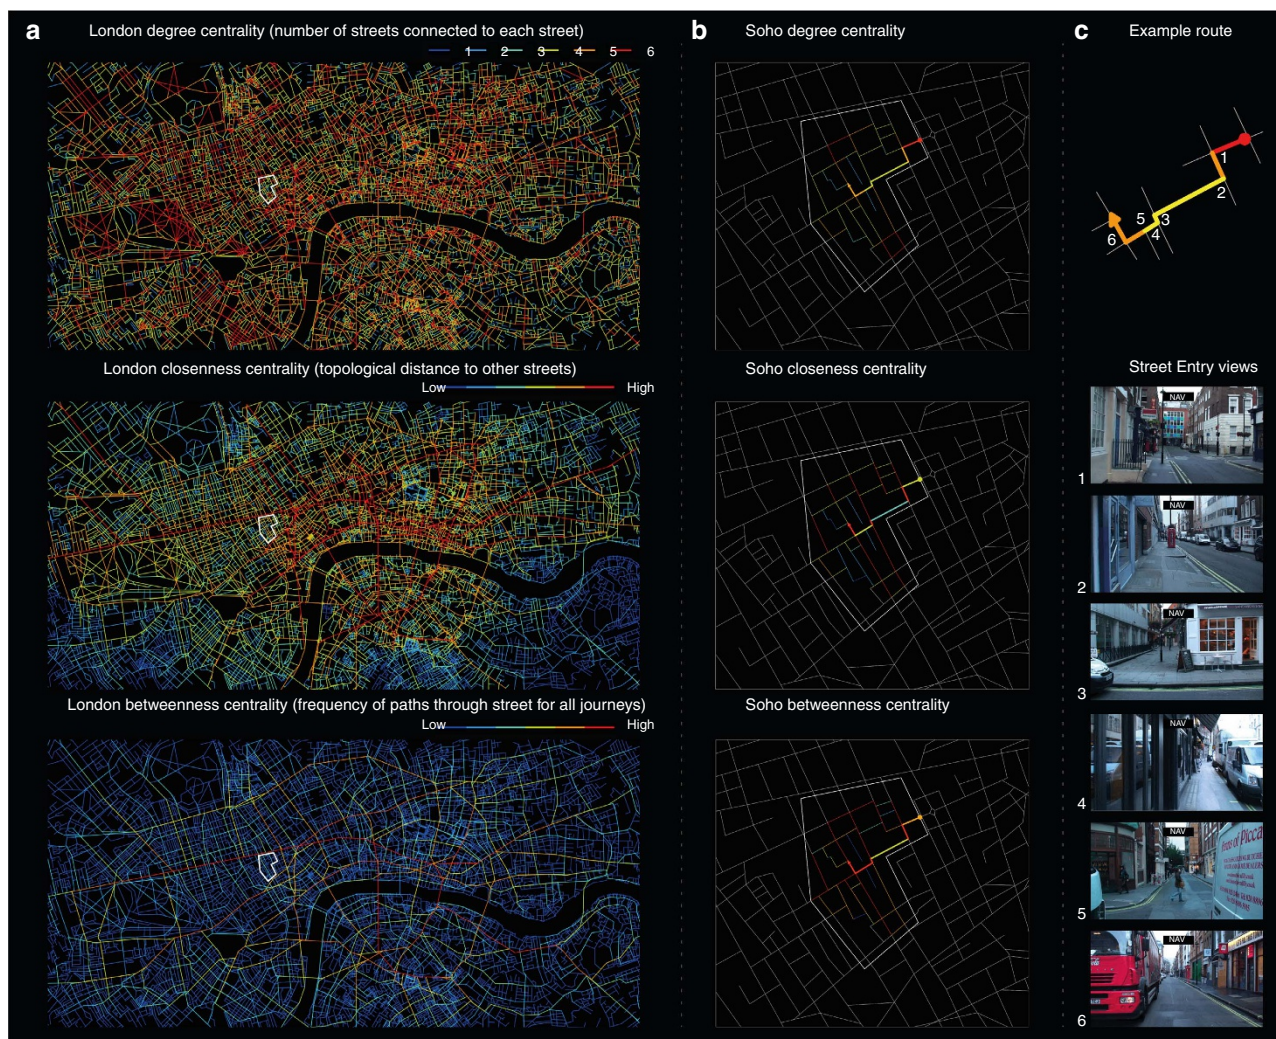 a London degree centrality (number of streets connected to each street)
1 2 3 4 5 6
London closenness centrality (topological distance to other streets)
Low High
London betweenness centrality (frequency of paths through street for all journeys)
Low High
b Soho degree centrality
Soho closeness centrality
Soho betweenness centrality
c Example route
1
2
5 3
6 4
Street Entry views
NAV
1
NAV
2
NAV
3
NAV
4
NAV
of Picca
5
NAV
6